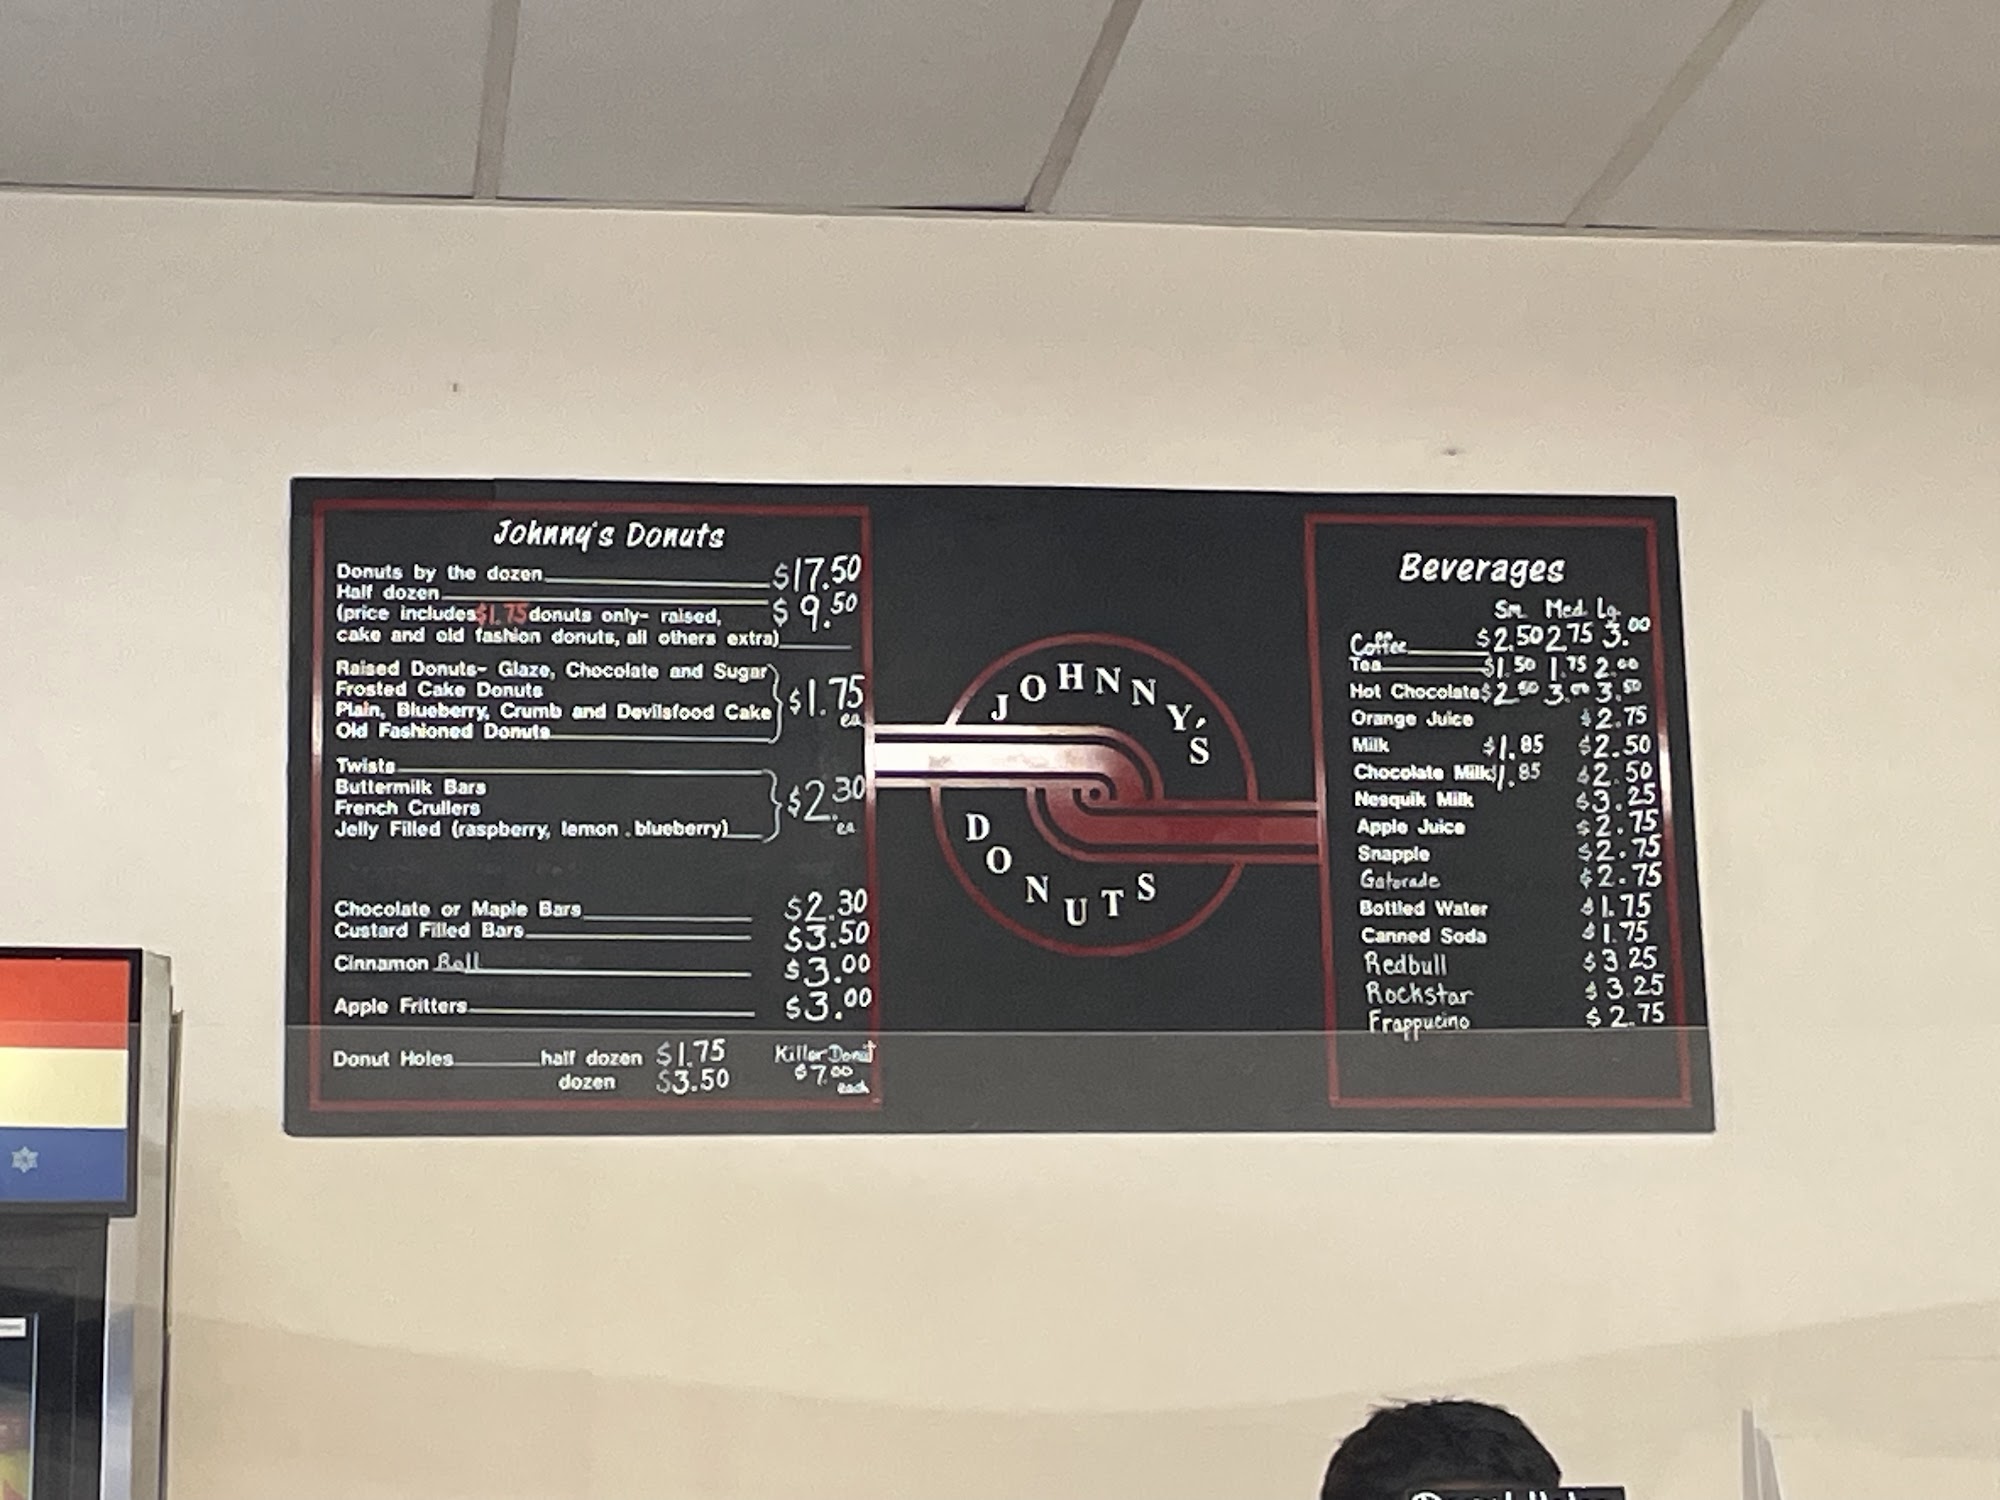 Johnny's Donuts
Donuts by the dozen $17.50
Half dozen $9.50
(price includes $1.75 donuts only- raised,
cake and old fashion donuts, all others extra)
Raised Donuts- Glaze, Chocolate and Sugar
Frosted Cake Donuts
Plain, Blueberry, Crumb and Devilsfood Cake $1.75 ea
Old Fashioned Donuts
Twists
Buttermilk Bars
French Crullers $2.30 ea
Jelly Filled (raspberry, lemon . blueberry)
Chocolate or Maple Bars $2.30
Custard Filled Bars $3.50
Cinnamon Roll $3.00
Apple Fritters $3.00
Donut Holes half dozen $1.75
dozen $3.50
Killer Donut
$7.00
each
JOHNNY'S
DONUTS
Beverages
Sm. Med. Lg.
Coffee $2.50 2.75 3.00
Tea $1.50 1.75 2.00
Hot Chocolate $2.50 3.00 3.50
Orange Juice $2.75
Milk $1.85 $2.50
Chocolate Milk $1.85 $2.50
Nesquik Milk $3.25
Apple Juice $2.75
Snapple $2.75
Gatorade $2.75
Bottled Water $1.75
Canned Soda $1.75
Redbull $3.25
Rockstar $3.25
Frappucino $2.75